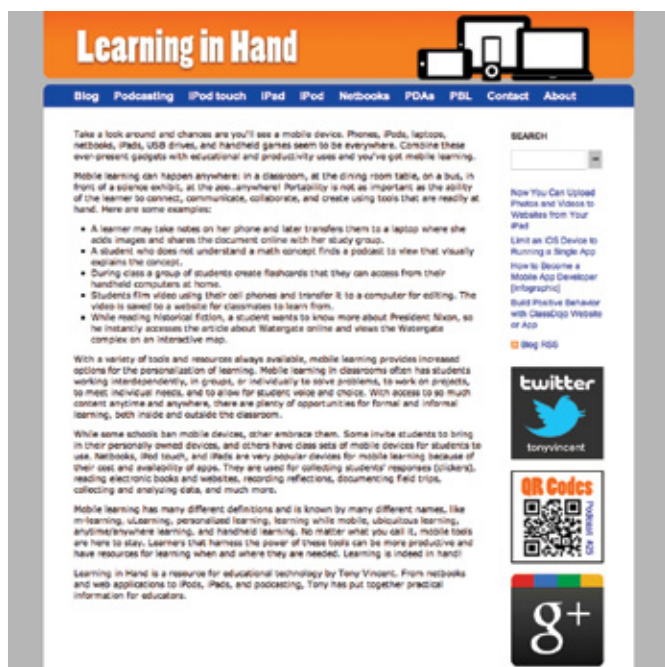 Learning in Hand
Blog Podcasting iPod touch iPad iPod Netbooks PDAs PBL Contact About
Take a look around and chances are you'll see a mobile device. Phones, iPods, laptops,
netbooks, iPads, USB drives, and handheld games seem to be everywhere. Combine these
ever-present gadgets with educational and productivity uses and you've got mobile learning.
Mobile learning can happen anywhere: in a classroom, at the dining room table, on a bus, in
front of a science exhibit, at the zoo...anywhere! Portability is not as important as the ability
of the learner to connect, communicate, collaborate, and create using tools that are readily at
hand. Here are some examples:
• A learner may take notes on her phone and later transfers them to a laptop where she
adds images and shares the document online with her study group.
• A student who does not understand a math concept finds a podcast to view that visually
explains the concept.
• During class a group of students create flashcards that they can access from their
handheld computers at home.
• Students film video using their cell phones and transfer it to a computer for editing. The
video is saved to a website for classmates to learn from.
• While reading historical fiction, a student wants to know more about President Nixon, so
he instantly accesses the article about Watergate online and views the Watergate
complex on an interactive map.
With a variety of tools and resources always available, mobile learning provides increased
options for the personalization of learning. Mobile learning in classrooms often has students
working interdependently, in groups, or individually to solve problems, to work on projects,
to meet individual needs, and to allow for student voice and choice. With access to so much
content anytime and anywhere, there are plenty of opportunities for formal and informal
learning, both inside and outside the classroom.
While some schools ban mobile devices, other embrace them. Some invite students to bring
in their personally owned devices, and others have class sets of mobile devices for students to
use. Netbooks, iPod touch, and iPads are very popular devices for mobile learning because of
their cost and availability of apps. They are used for collecting students' responses (clickers),
reading electronic books and websites, recording reflections, documenting field trips,
collecting and analyzing data, and much more.
Mobile learning has many different definitions and is known by many different names, like
m-learning, uLearning, personalized learning, learning while mobile, ubiquitous learning,
anytime/anywhere learning, and handheld learning. No matter what you call it, mobile tools
are here to stay. Learners that harness the power of these tools can be more productive and
have resources for learning when and where they are needed. Learning is indeed in hand!
Learning in Hand is a resource for educational technology by Tony Vincent. From netbooks
and web applications to iPods, iPads, and podcasting, Tony has put together practical
information for educators.
SEARCH
Now You Can Upload
Photos and Videos to
Websites from Your
iPad
Limit an iOS Device to
Running a Single App
How to Become a
Mobile App Developer
[Infographic]
Build Positive Behavior
with ClassDojo Website
or App
Blog RSS
twitter
tonyvincent
QR Codes
Podcast #25
g+